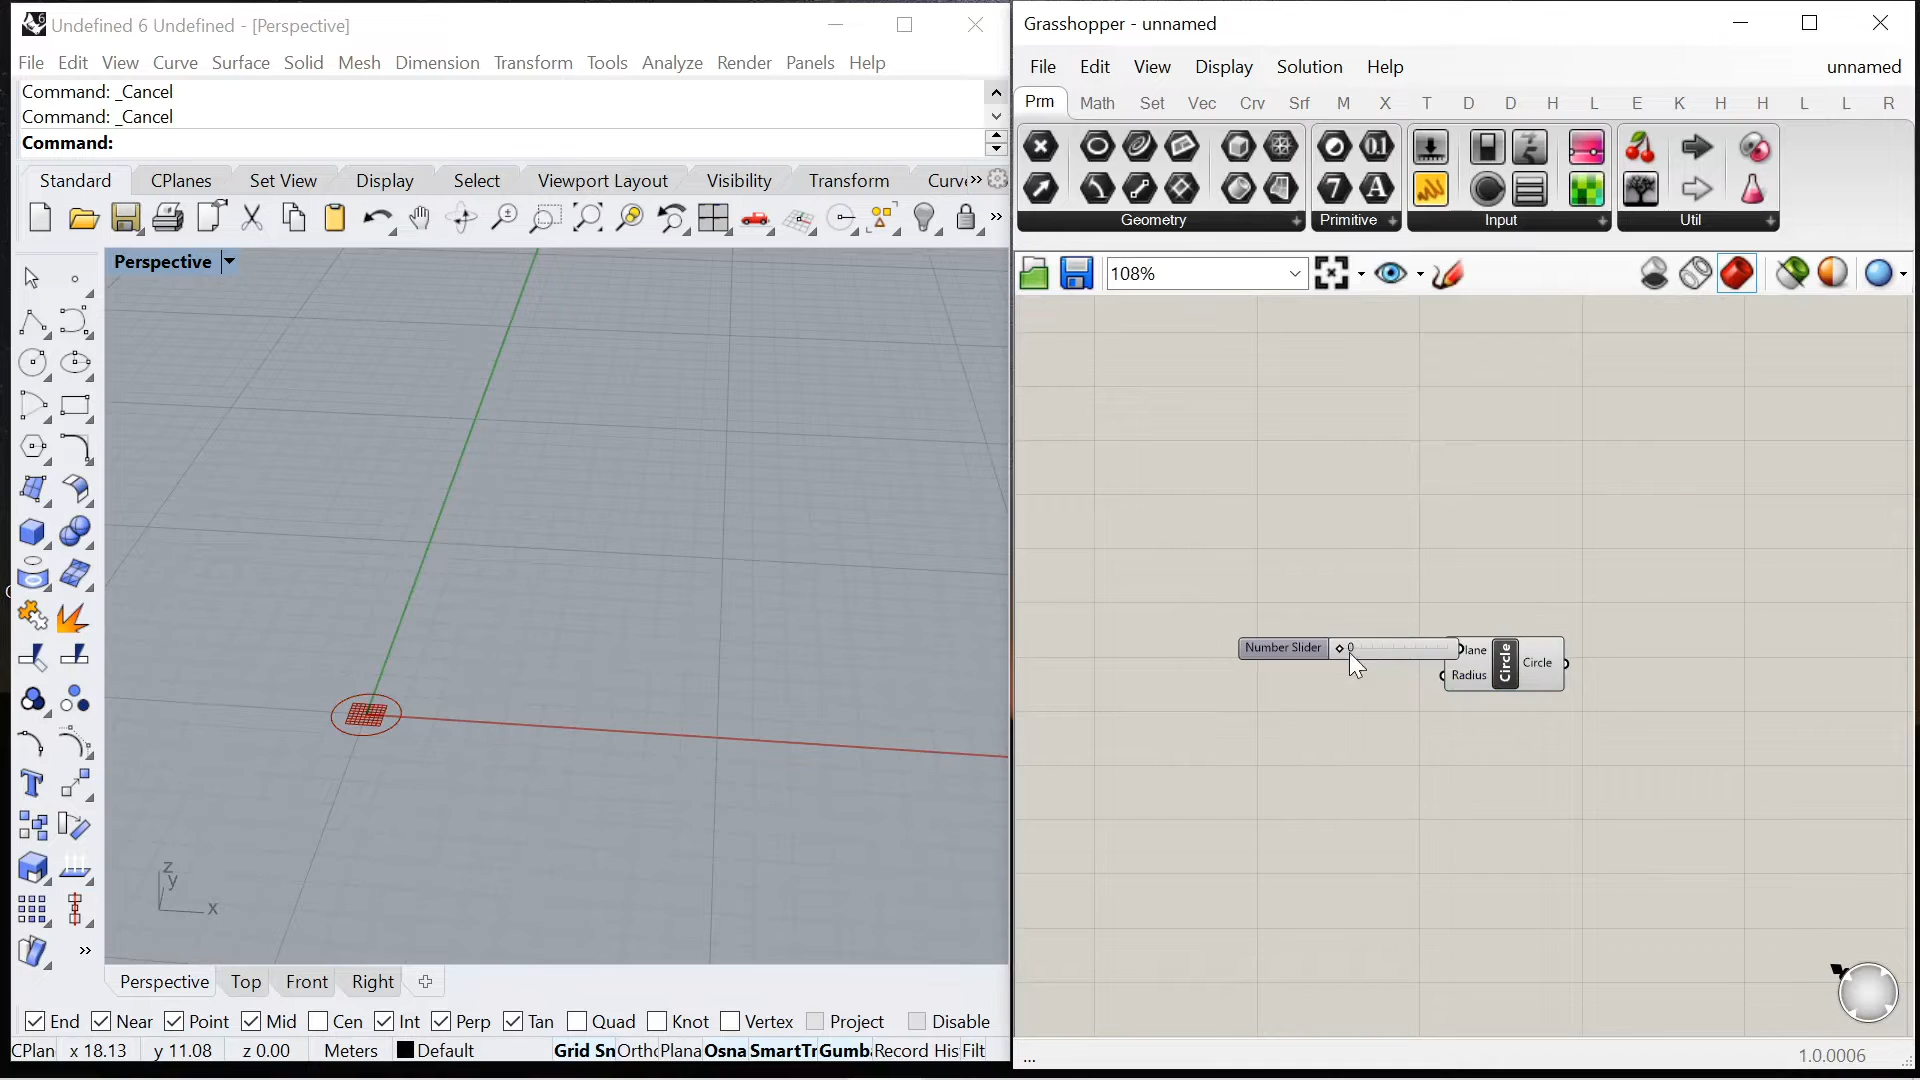 Undefined 6 Undefined - [Perspective]
File Edit View Curve Surface Solid Mesh Dimension Transform Tools Analyze Render Panels Help
Command: _Cancel
Command: _Cancel
Command:
Standard CPlanes Set View Display Select Viewport Layout Visibility Transform Curv
Perspective
z
y
x
Perspective Top Front Right
End Near Point Mid Cen Int Perp Tan Quad Knot Vertex Project Disable
CPlan x 18.13 y 11.08 z 0.00 Meters Default Grid Sn Ortho Plana Osna SmartTr Gumb Record His Filt
Grasshopper - unnamed
File Edit View Display Solution Help unnamed
Prm Math Set Vec Crv Srf M X T D D H L E K H H L L R
0.1
7 A
Geometry Primitive Input Util
108%
Number Slider 0
lane
Radius
Circle
Circle
... 1.0.0006